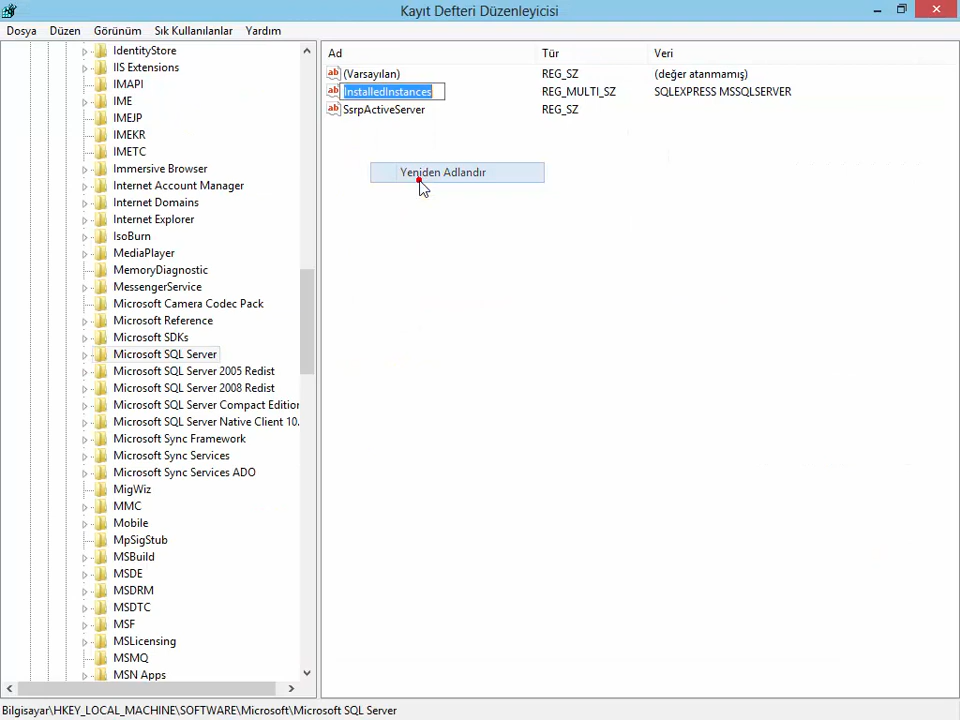 Kayıt Defteri Düzenleyicisi
Dosya Düzen Görünüm Sık Kullanılanlar Yardım
IdentityStore
IIS Extensions
IMAPI
IME
IMEJP
IMEKR
IMETC
Immersive Browser
Internet Account Manager
Internet Domains
Internet Explorer
IsoBurn
MediaPlayer
MemoryDiagnostic
MessengerService
Microsoft Camera Codec Pack
Microsoft Reference
Microsoft SDKs
Microsoft SQL Server
Microsoft SQL Server 2005 Redist
Microsoft SQL Server 2008 Redist
Microsoft SQL Server Compact Edition
Microsoft SQL Server Native Client 10.
Microsoft Sync Framework
Microsoft Sync Services
Microsoft Sync Services ADO
MigWiz
MMC
Mobile
MpSigStub
MSBuild
MSDE
MSDRM
MSDTC
MSF
MSLicensing
MSMQ
MSN Apps
Ad Tür Veri
ab (Varsayılan) REG_SZ (değer atanmamış)
ab InstalledInstances REG_MULTI_SZ SQLEXPRESS MSSQLSERVER
ab SsrpActiveServer REG_SZ
Yeniden Adlandır
Bilgisayar\HKEY_LOCAL_MACHINE\SOFTWARE\Microsoft\Microsoft SQL Server